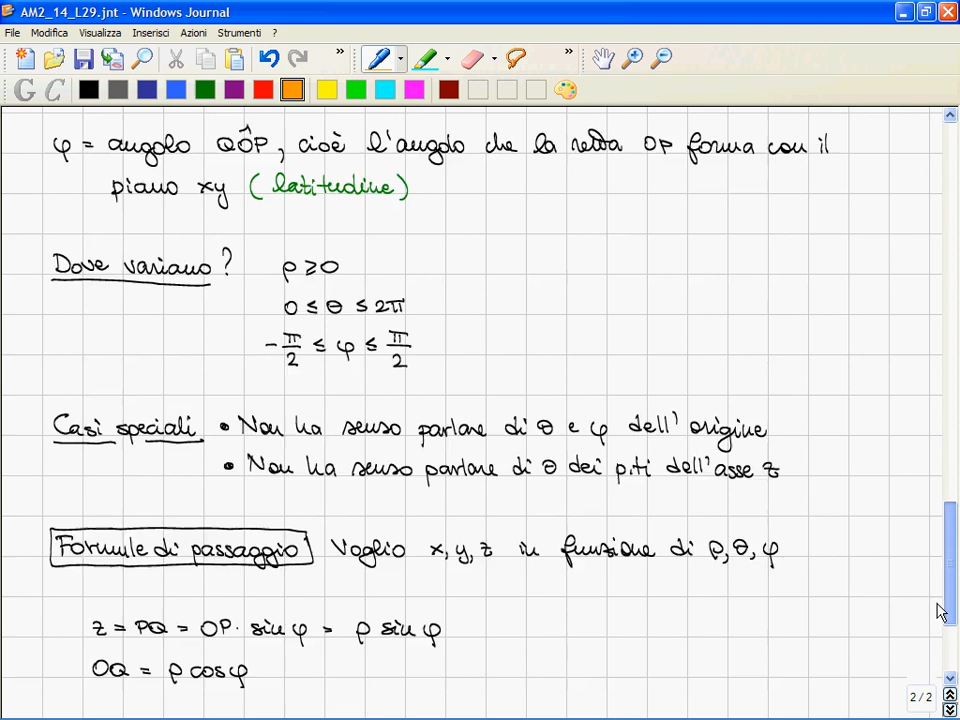 AM2_14_L29.jnt - Windows Journal
File Modifica Visualizza Inserisci Azioni Strumenti ?
» »
G C
φ = angolo QÔP, cioè l'angolo che la retta OP forma con il
piano xy (latitudine)
Dove variano? ρ ≥ 0
0 ≤ θ ≤ 2π
-π/2 ≤ φ ≤ π/2
Casi speciali • Non ha senso parlare di θ e φ dell'origine
• Non ha senso parlare di θ dei p.ti dell'asse z
Formule di passaggio Voglio x, y, z in funzione di ρ, θ, φ
z = PQ = OP · sin φ = ρ sin φ
OQ = ρ cos φ
2 / 2